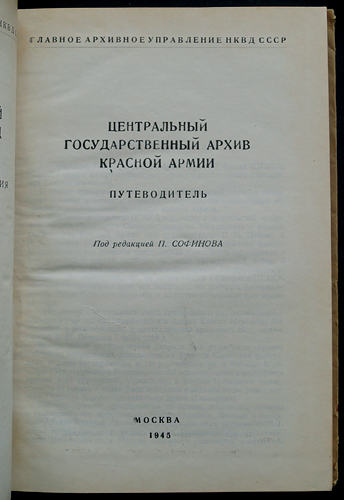 ГЛАВНОЕ АРХИВНОЕ УПРАВЛЕНИЕ НКВД СССР
ЦЕНТРАЛЬНЫЙ
ГОСУДАРСТВЕННЫЙ АРХИВ
КРАСНОЙ АРМИИ
ПУТЕВОДИТЕЛЬ
Под редакцией П. СОФИНОВА
МОСКВА
1945